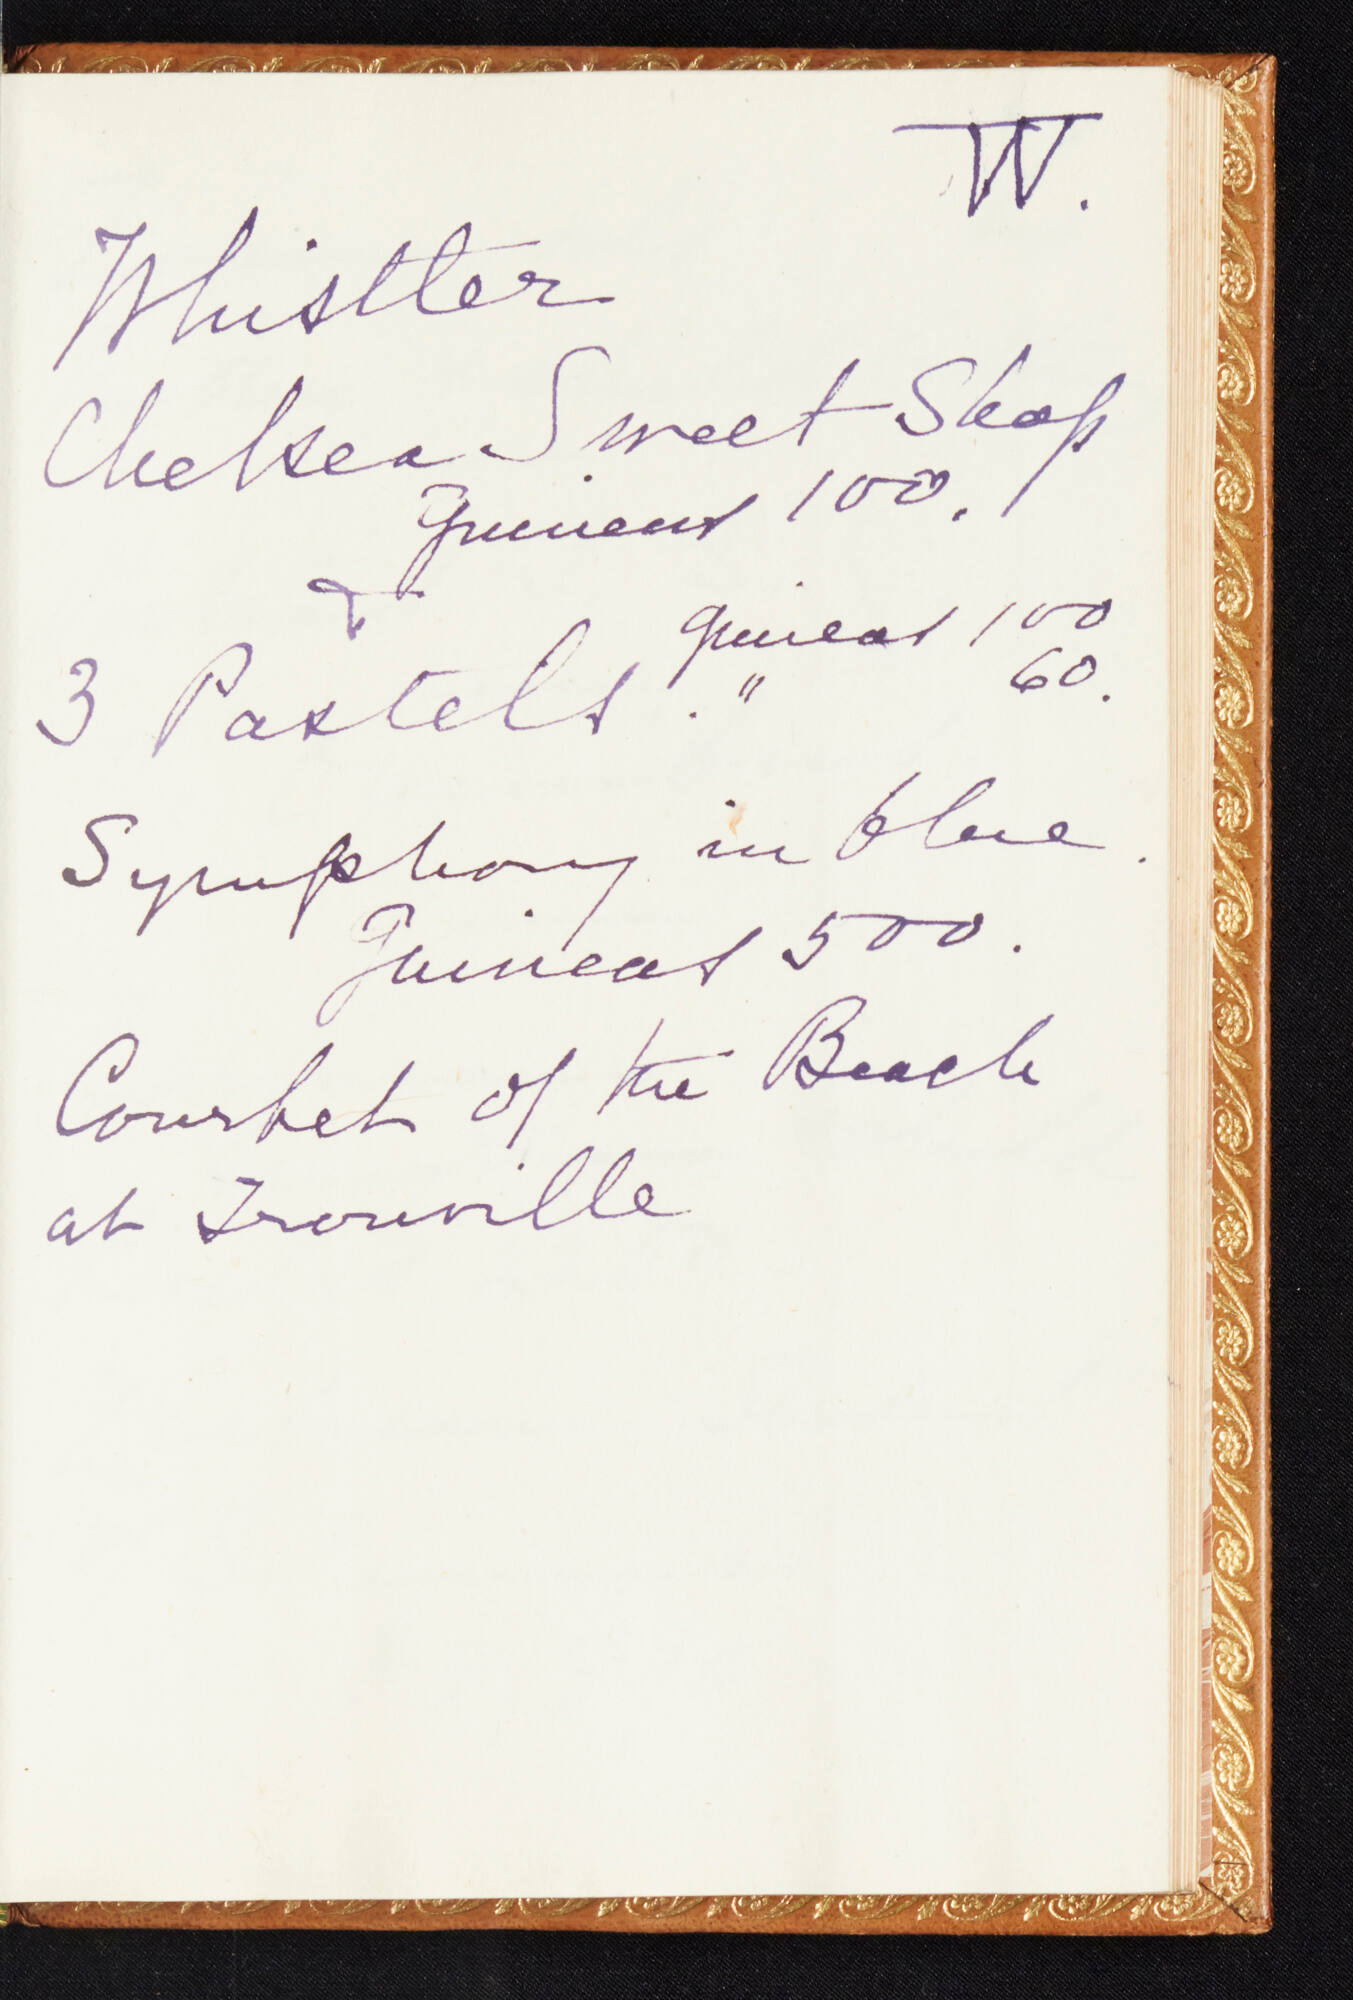 W.
Whistler
Chelsea Sweet Shop
Guineas 100.
&
guineas 100
3 Pastels. " 60.
Symphony in blue.
Guineas 500.
Courbet of the Beach
at Trouville